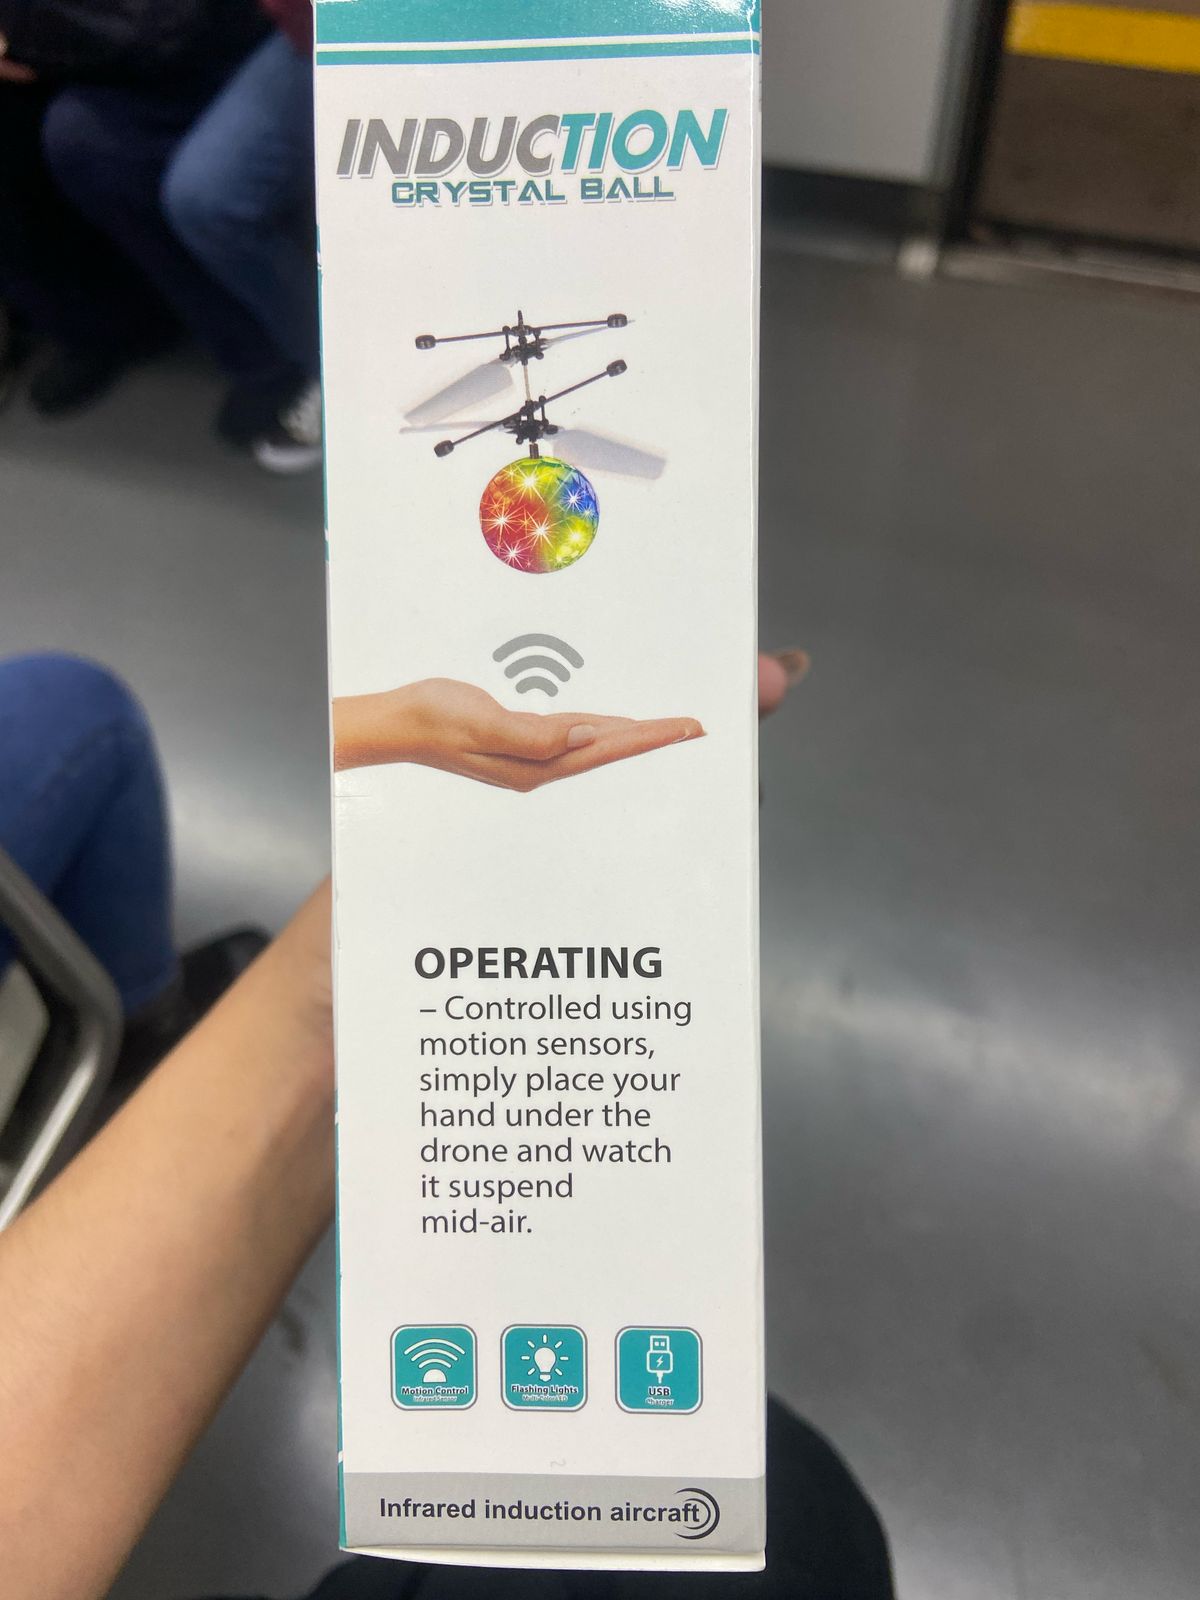 INDUCTION
CRYSTAL BALL
OPERATING
– Controlled using
motion sensors,
simply place your
hand under the
drone and watch
it suspend
mid-air.
Motion Control
Infrared Sensor
Flashing Lights
Multi-Color LED
USB
Charger
Infrared induction aircraft